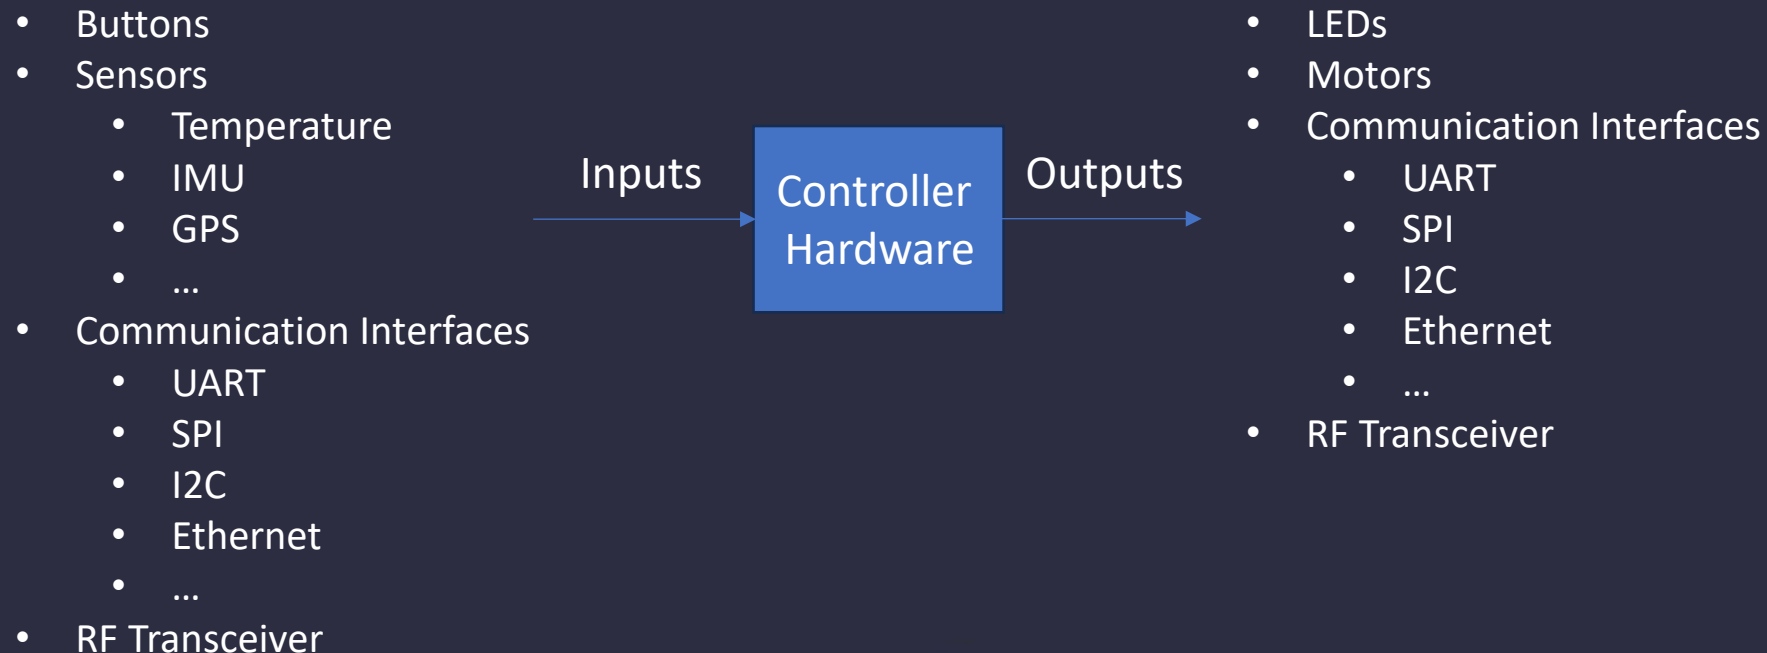 • Buttons
• Sensors
• Temperature
• IMU
• GPS
• ...
• Communication Interfaces
• UART
• SPI
• I2C
• Ethernet
• ...
• RF Transceiver
Inputs
Controller
Hardware
Outputs
• LEDs
• Motors
• Communication Interfaces
• UART
• SPI
• I2C
• Ethernet
• ...
• RF Transceiver